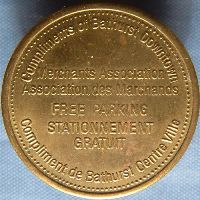 Compliments of Bathurst Downtown
Merchants Association
Association des Marchands
FREE PARKING
STATIONNEMENT
GRATUIT
Compliment de Bathurst Centre Ville